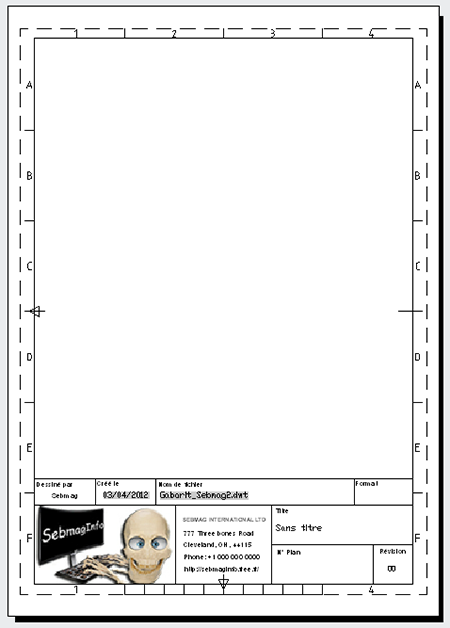 1 2 3 4
A A
B B
C C
D D
E E
Dessiné par Créé le Nom de fichier Format
Sebmag 03/04/2012 Gabarit_Sebmag2.dwt
F F
SebmagInfo
SEBMAG INTERNATIONAL LTD
777 Three bones Road
Cleveland, OH, 44115
Phone: +1 000 000 0000
http://sebmaginfo.free.fr/
Titre
Sans titre
N° Plan
Révision
00
1 2 3 4